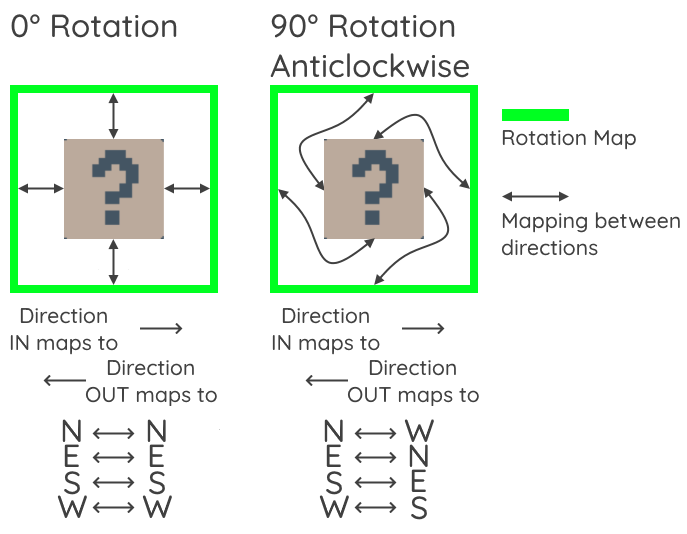 0° Rotation
90° Rotation
Anticlockwise
?
?
Rotation Map
Mapping between
directions
Direction
IN maps to
Direction
OUT maps to
N N
E E
S S
W W
Direction
IN maps to
Direction
OUT maps to
N W
E N
S E
W S